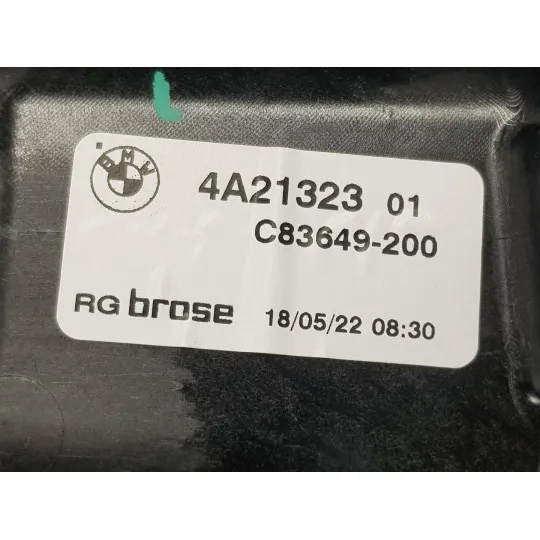 BMW
4A21323 01
C83649-200
RG brose 18/05/22 08:30